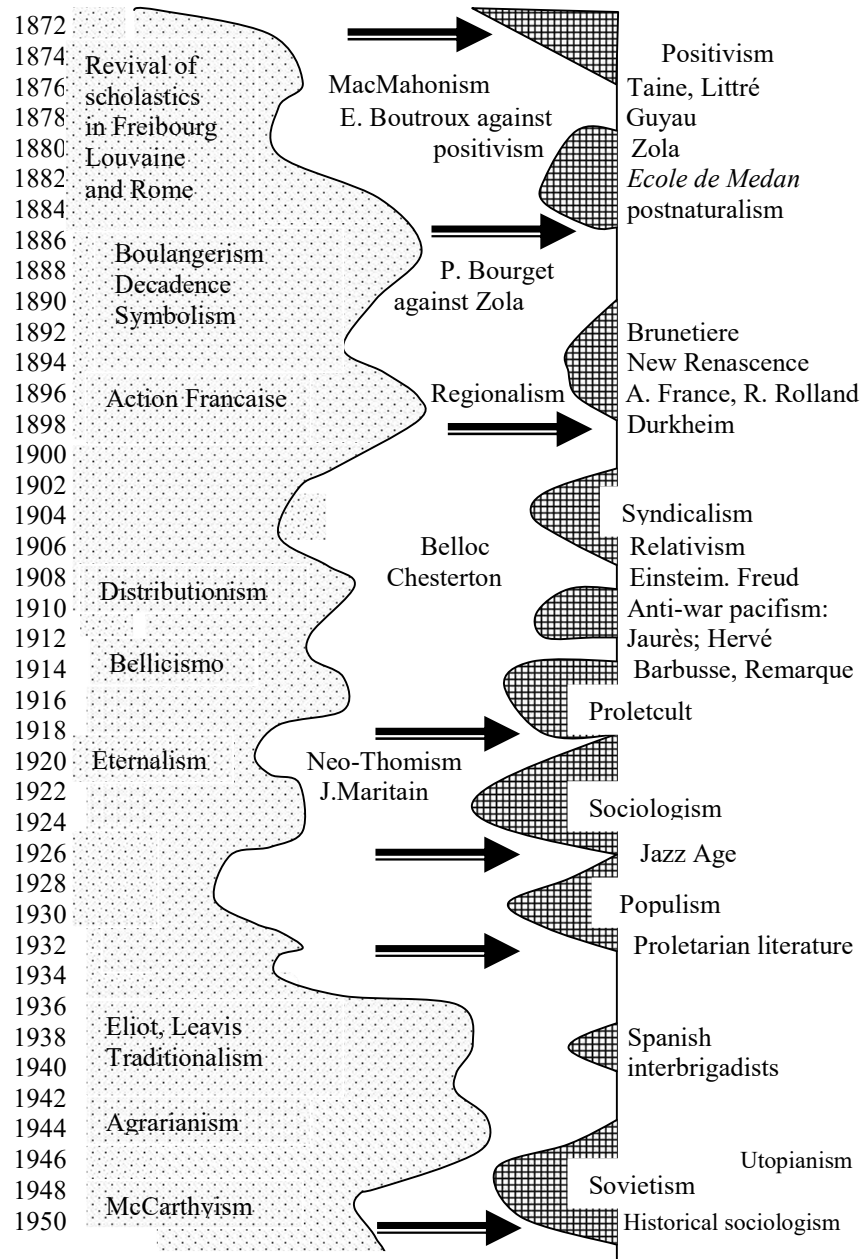 1872
1874
1876
1878
1880
1882
1884
1886
1888
1890
1892
1894
1896
1898
1900
1902
1904
1906
1908
1910
1912
1914
1916
1918
1920
1922
1924
1926
1928
1930
1932
1934
1936
1938
1940
1942
1944
1946
1948
1950
Revival of
scholastics
in Freibourg
Louvaine
and Rome
Boulangerism
Decadence
Symbolism
Action Francaise
Distributionism
Bellicismo
Eternalism
Eliot, Leavis
Traditionalism
Agrarianism
McCarthyism
MacMahonism
E. Boutroux against
positivism
P. Bourget
against Zola
Regionalism
Belloc
Chesterton
Neo-Thomism
J.Maritain
Positivism
Taine, Littré
Guyau
Zola
Ecole de Medan
postnaturalism
Brunetiere
New Renascence
A. France, R. Rolland
Durkheim
Syndicalism
Relativism
Einsteim. Freud
Anti-war pacifism:
Jaurès; Hervé
Barbusse, Remarque
Proletcult
Sociologism
Jazz Age
Populism
Proletarian literature
Spanish
interbrigadists
Utopianism
Sovietism
Historical sociologism